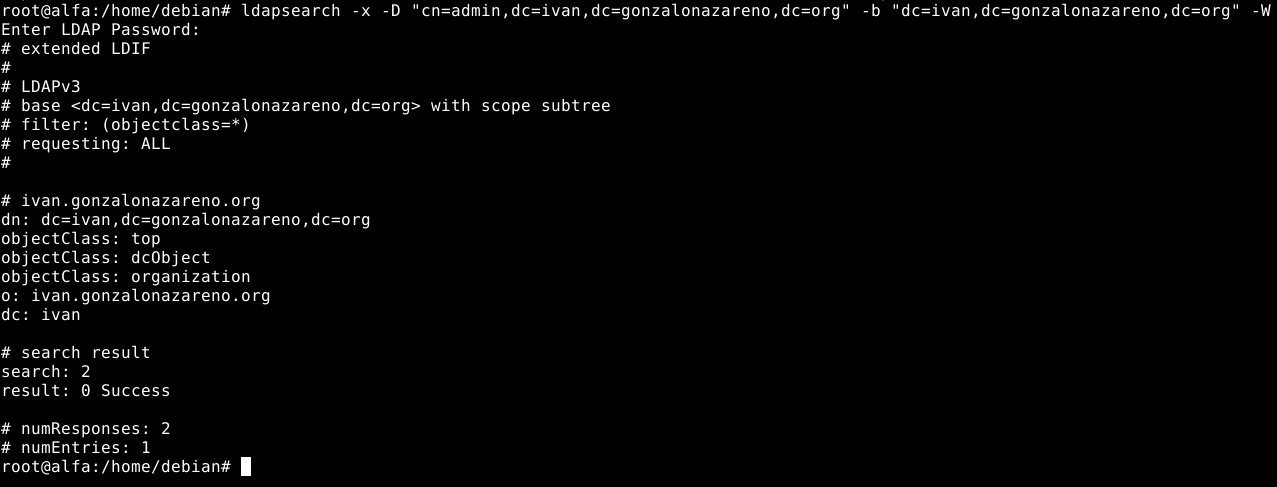 root@alfa:/home/debian# ldapsearch -x -D "cn=admin,dc=ivan,dc=gonzalonazareno,dc=org" -b "dc=ivan,dc=gonzalonazareno,dc=org" -W
Enter LDAP Password:
# extended LDIF
#
# LDAPv3
# base <dc=ivan,dc=gonzalonazareno,dc=org> with scope subtree
# filter: (objectclass=*)
# requesting: ALL
#

# ivan.gonzalonazareno.org
dn: dc=ivan,dc=gonzalonazareno,dc=org
objectClass: top
objectClass: dcObject
objectClass: organization
o: ivan.gonzalonazareno.org
dc: ivan

# search result
search: 2
result: 0 Success

# numResponses: 2
# numEntries: 1
root@alfa:/home/debian#